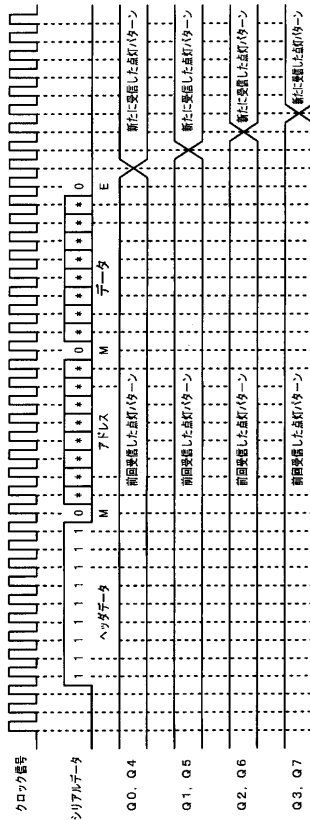 クロック信号
シリアルデータ
1 1 1 1 1 1 1 1 1 0 * * * * * * * * 0 * * * * * * * * 0
ヘッダデータ M アドレス M データ E
Q0, Q4 前回受信した点灯パターン 新たに受信した点灯パターン
Q1, Q5 前回受信した点灯パターン 新たに受信した点灯パターン
Q2, Q6 前回受信した点灯パターン 新たに受信した点灯パターン
Q3, Q7 前回受信した点灯パターン 新たに受信した点灯パターン